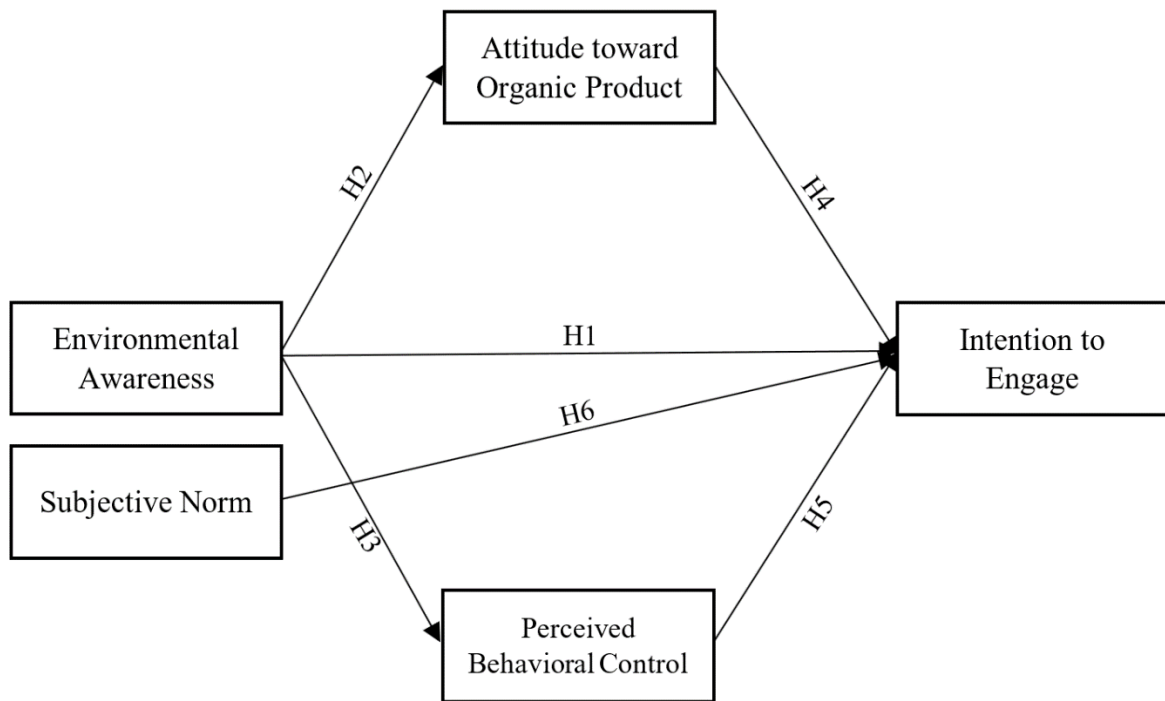 Attitude toward
Organic Product
H2
H4
Environmental
Awareness
H1
Intention to
Engage
H6
Subjective Norm
H3
H5
Perceived
Behavioral Control